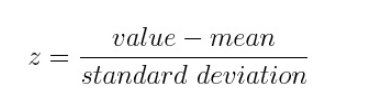 z = value − mean / standard deviation